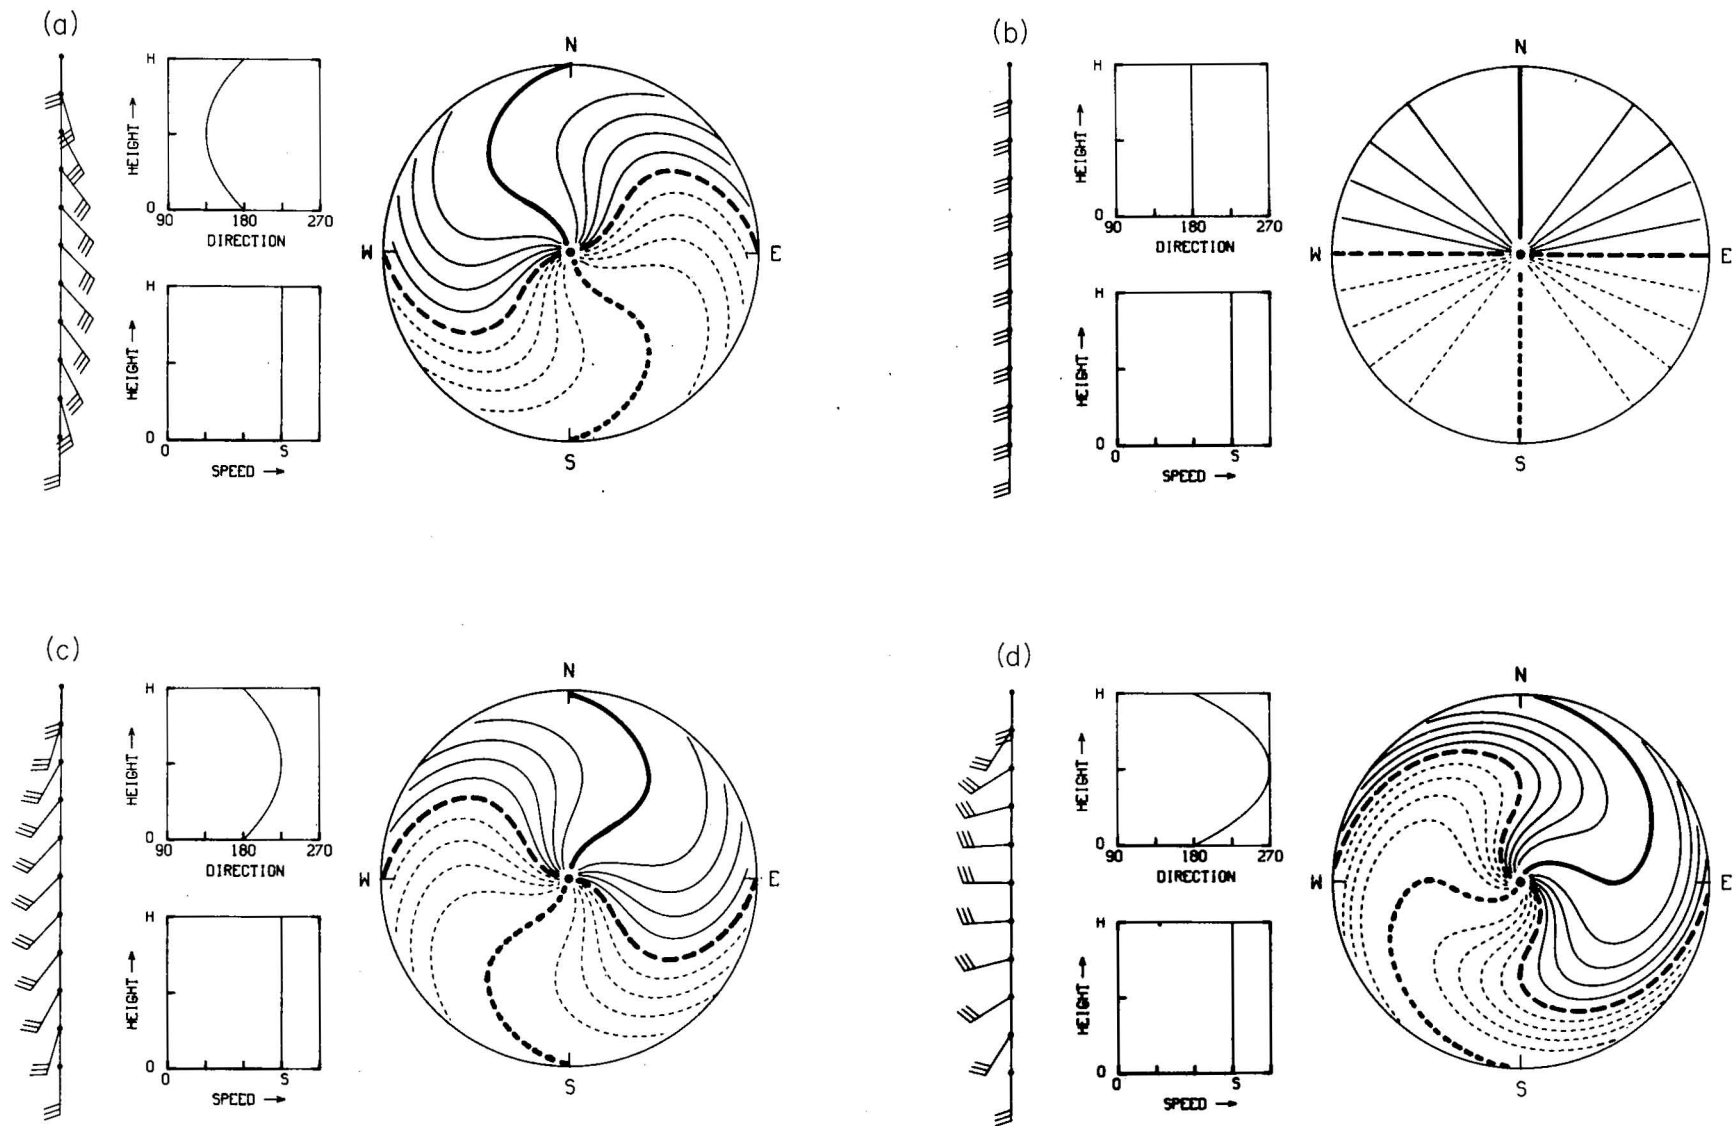 (a)
N
H
HEIGHT →
0
90 180 270
DIRECTION
W
E
H
HEIGHT →
0
0 S
SPEED →
S
(b)
N
H
HEIGHT →
0
90 180 270
DIRECTION
W
E
H
HEIGHT →
0
0 S
SPEED →
S
(c)
N
H
HEIGHT →
0
90 180 270
DIRECTION
W
E
H
HEIGHT →
0
0 S
SPEED →
S
(d)
N
H
HEIGHT →
0
90 180 270
DIRECTION
W
E
H
HEIGHT →
0
0 S
SPEED →
S